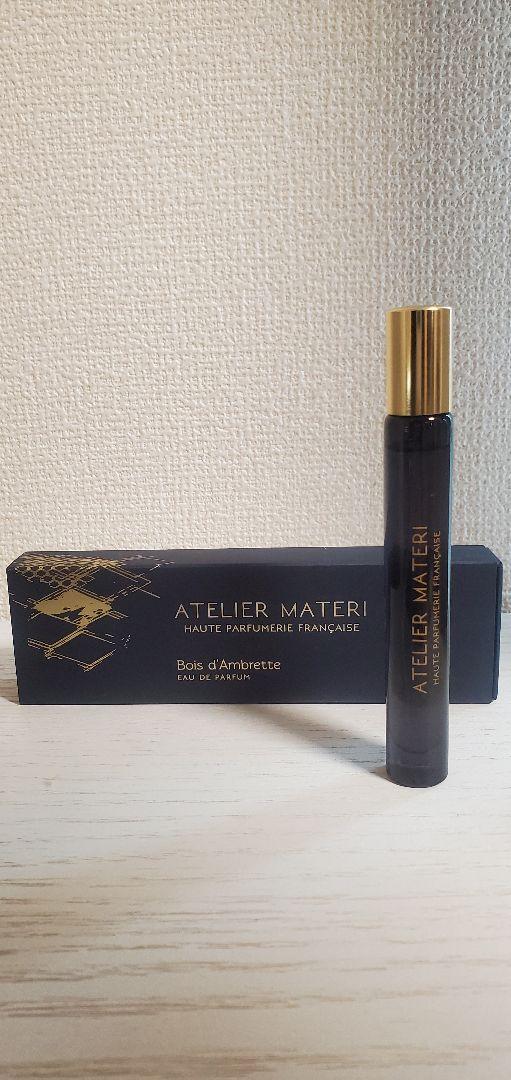 ATELIER MATERI
HAUTE PARFUMERIE FRANÇAISE
Bois d'Ambrette
EAU DE PARFUM
ATELIER MATERI
HAUTE PARFUMERIE FRANÇAISE